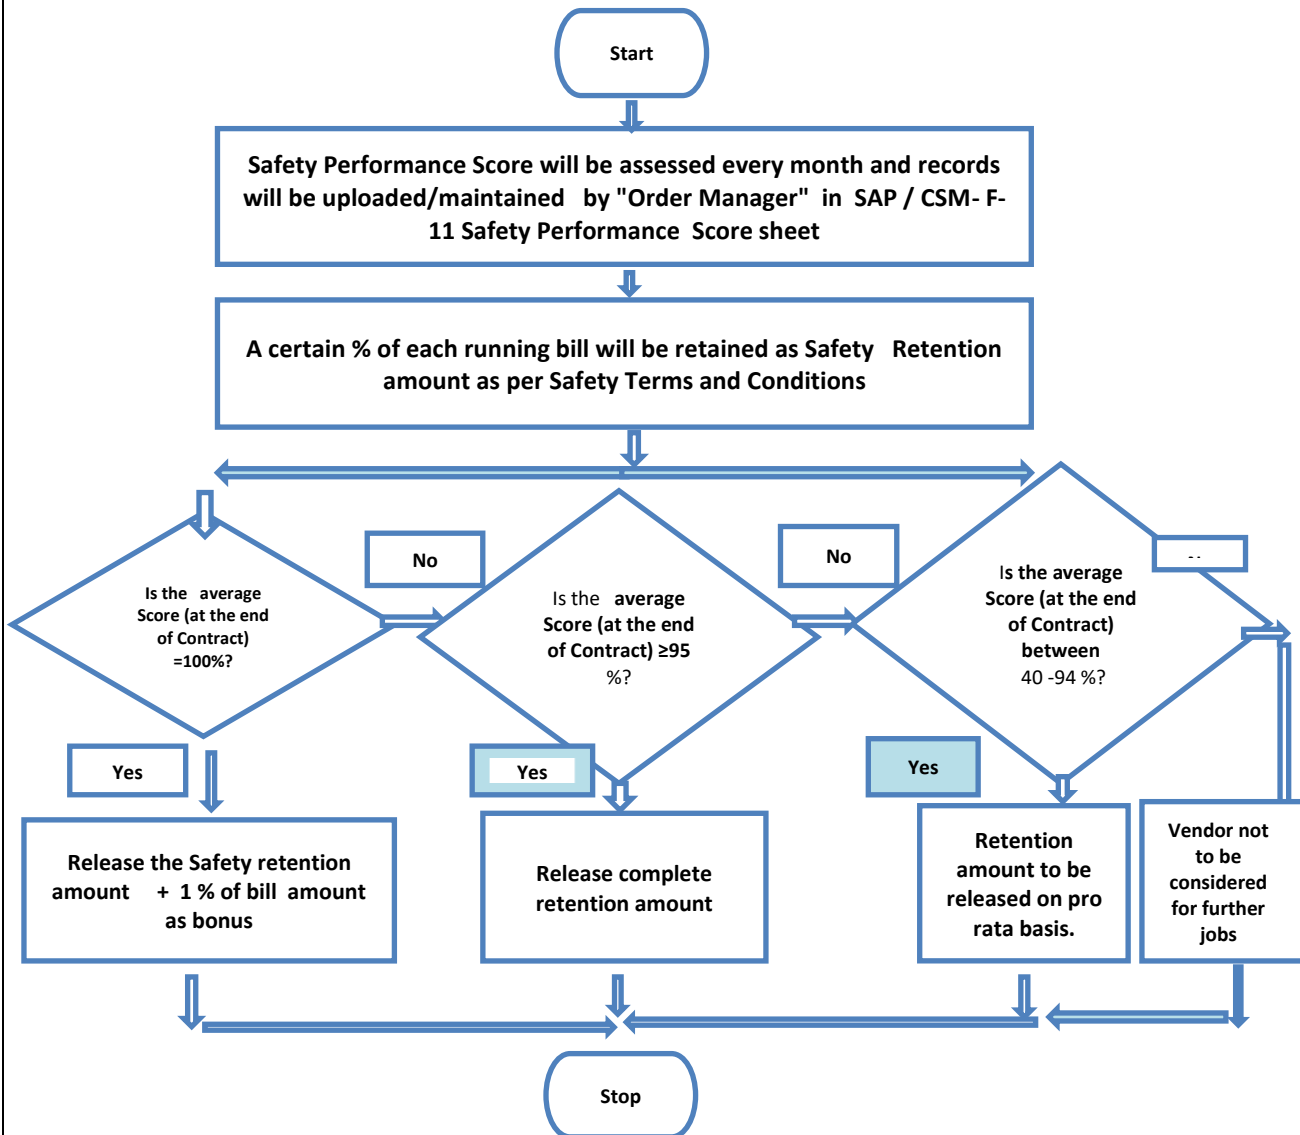 Start
Safety Performance Score will be assessed every month and records
will be uploaded/maintained by "Order Manager" in SAP / CSM- F-
11 Safety Performance Score sheet
A certain % of each running bill will be retained as Safety Retention
amount as per Safety Terms and Conditions
Is the average
Score (at the end
of Contract)
=100%?
No
Is the average
Score (at the end
of Contract) ≥95
%?
No
Is the average
Score (at the end
of Contract)
between
40 -94 %?
Yes
Yes
Yes
Release the Safety retention
amount + 1 % of bill amount
as bonus
Release complete
retention amount
Retention
amount to be
released on pro
rata basis.
Vendor not
to be
considered
for further
jobs
Stop